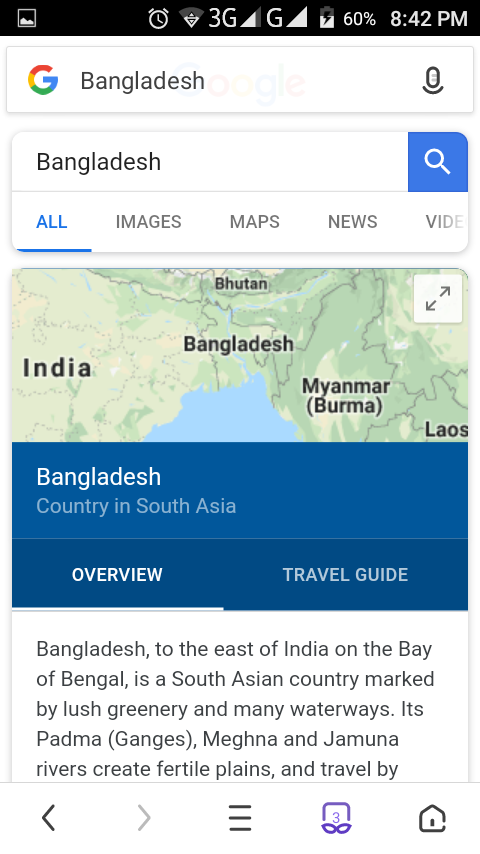 3G G 60% 8:42 PM
Bangladesh Google
Bangladesh
ALL IMAGES MAPS NEWS VIDE
Bhutan
Bangladesh
India
Myanmar
(Burma)
Laos
Bangladesh
Country in South Asia
OVERVIEW TRAVEL GUIDE
Bangladesh, to the east of India on the Bay
of Bengal, is a South Asian country marked
by lush greenery and many waterways. Its
Padma (Ganges), Meghna and Jamuna
rivers create fertile plains, and travel by
3